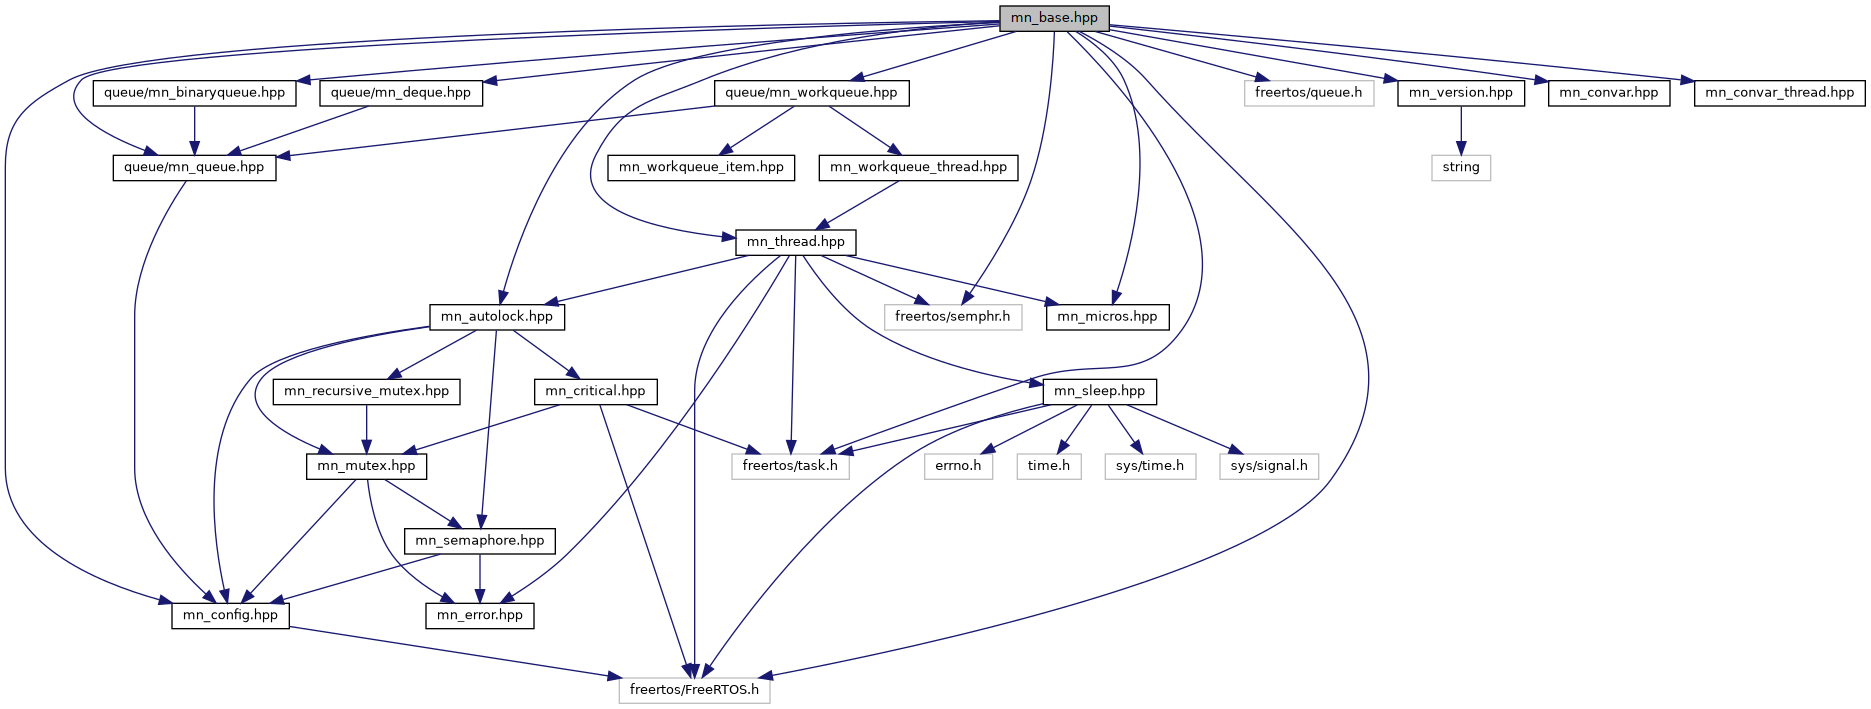 mn_base.hpp
queue/mn_binaryqueue.hpp
queue/mn_deque.hpp
queue/mn_workqueue.hpp
freertos/queue.h
mn_version.hpp
mn_convar.hpp
mn_convar_thread.hpp
queue/mn_queue.hpp
mn_workqueue_item.hpp
mn_workqueue_thread.hpp
string
mn_thread.hpp
mn_autolock.hpp
freertos/semphr.h
mn_micros.hpp
mn_recursive_mutex.hpp
mn_critical.hpp
mn_sleep.hpp
mn_mutex.hpp
freertos/task.h
errno.h
time.h
sys/time.h
sys/signal.h
mn_semaphore.hpp
mn_config.hpp
mn_error.hpp
freertos/FreeRTOS.h